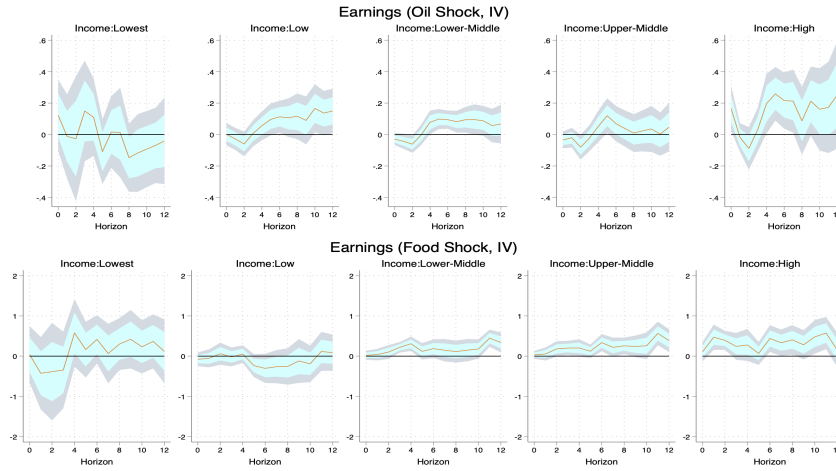 Earnings (Oil Shock, IV)
Income:Lowest Income:Low Income:Lower-Middle Income:Upper-Middle Income:High
.6 .6 .6 .6 .6
.4 .4 .4 .4 .4
.2 .2 .2 .2 .2
0 0 0 0 0
-.2 -.2 -.2 -.2 -.2
-.4 -.4 -.4 -.4 -.4
0 2 4 6 8 10 12 0 2 4 6 8 10 12 0 2 4 6 8 10 12 0 2 4 6 8 10 12 0 2 4 6 8 10 12
Horizon Horizon Horizon Horizon Horizon
Earnings (Food Shock, IV)
Income:Lowest Income:Low Income:Lower-Middle Income:Upper-Middle Income:High
2 2 2 2 2
1 1 1 1 1
0 0 0 0 0
-1 -1 -1 -1 -1
-2 -2 -2 -2 -2
0 2 4 6 8 10 12 0 2 4 6 8 10 12 0 2 4 6 8 10 12 0 2 4 6 8 10 12 0 2 4 6 8 10 12
Horizon Horizon Horizon Horizon Horizon